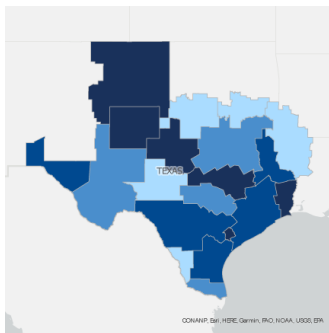 TEXAS
CONANP, Esri, HERE, Garmin, FAO, NOAA, USGS, EPA